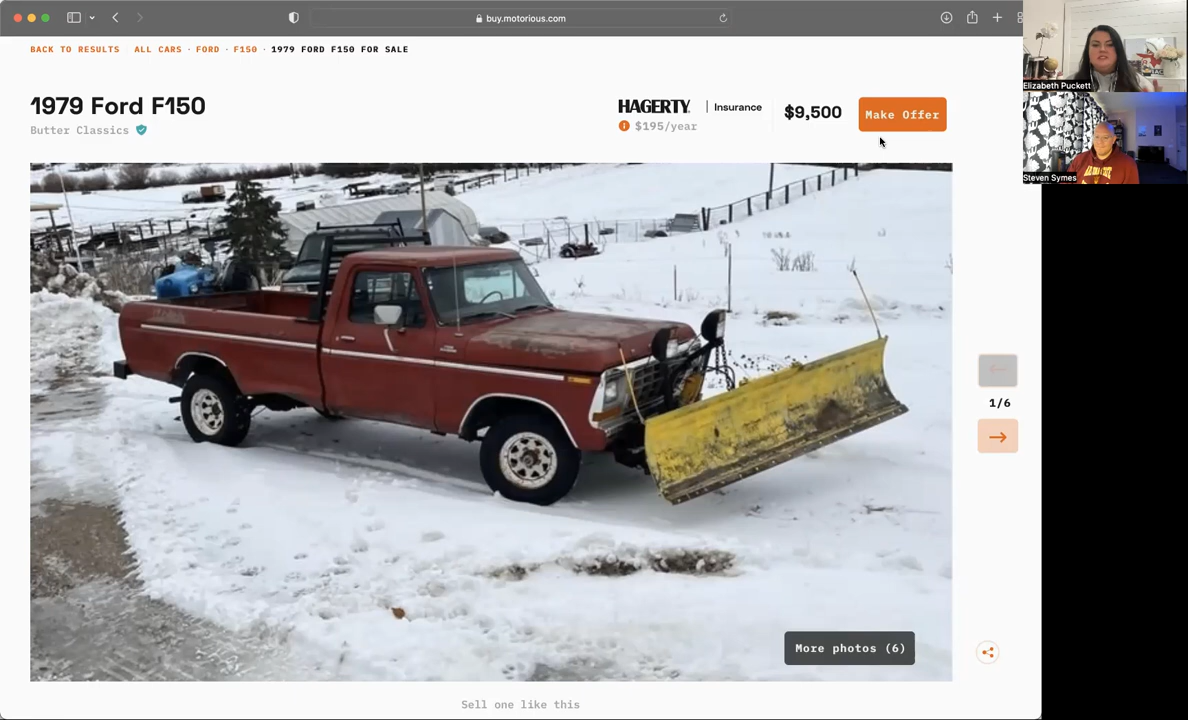 buy.motorious.com
BACK TO RESULTS ALL CARS · FORD · F150 · 1979 FORD F150 FOR SALE
1979 Ford F150
Butter Classics
HAGERTY | Insurance
$195/year
$9,500
Make Offer
Elizabeth Puckett
Steven Symes
1/6
More photos (6)
Sell one like this